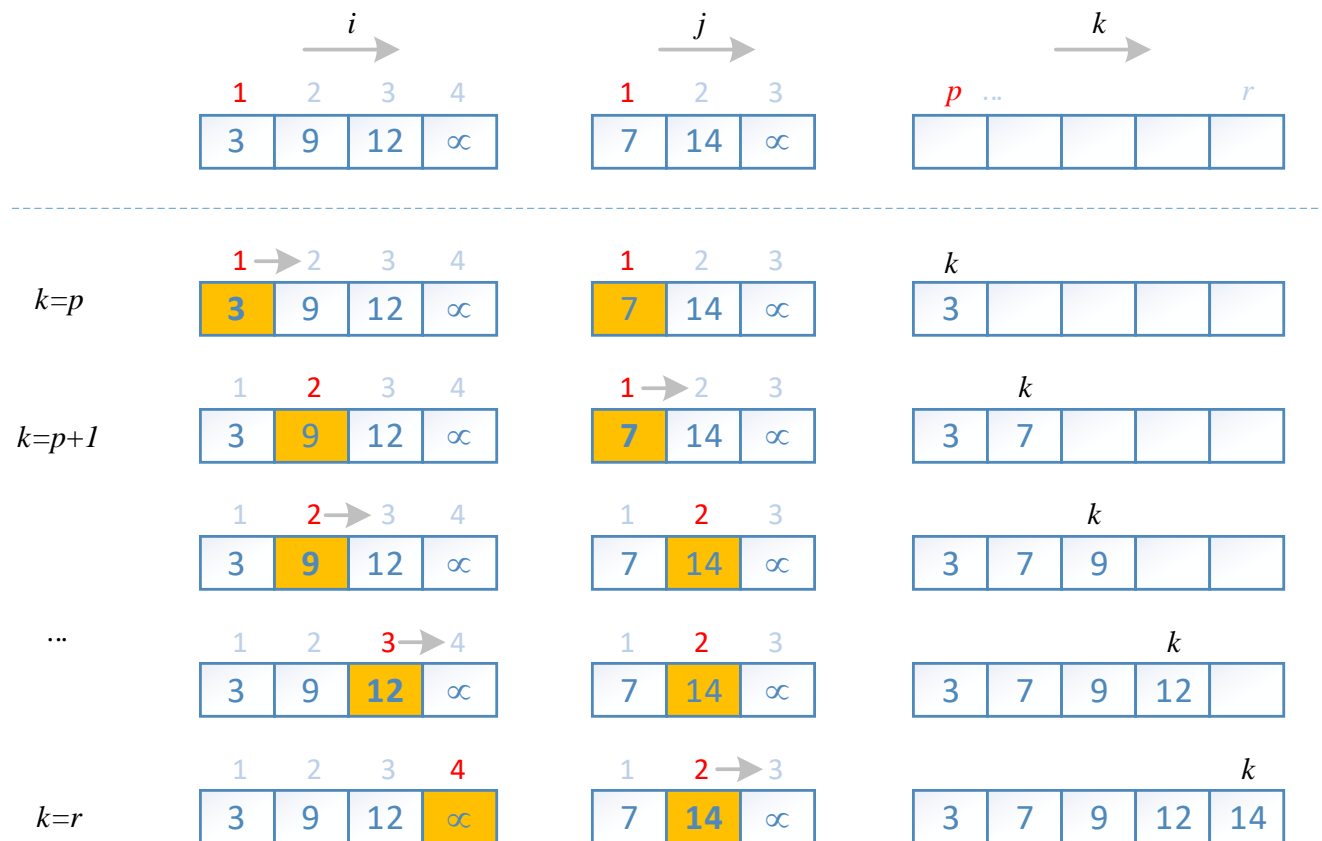 i j k
1 2 3 4 1 2 3 p ... r
3 9 12 ∝ 7 14 ∝
1 2 3 4 1 2 3 k
k=p 3 9 12 ∝ 7 14 ∝ 3
1 2 3 4 1 2 3 k
k=p+1 3 9 12 ∝ 7 14 ∝ 3 7
1 2 3 4 1 2 3 k
3 9 12 ∝ 7 14 ∝ 3 7 9
... 1 2 3 4 1 2 3 k
3 9 12 ∝ 7 14 ∝ 3 7 9 12
1 2 3 4 1 2 3 k
k=r 3 9 12 ∝ 7 14 ∝ 3 7 9 12 14